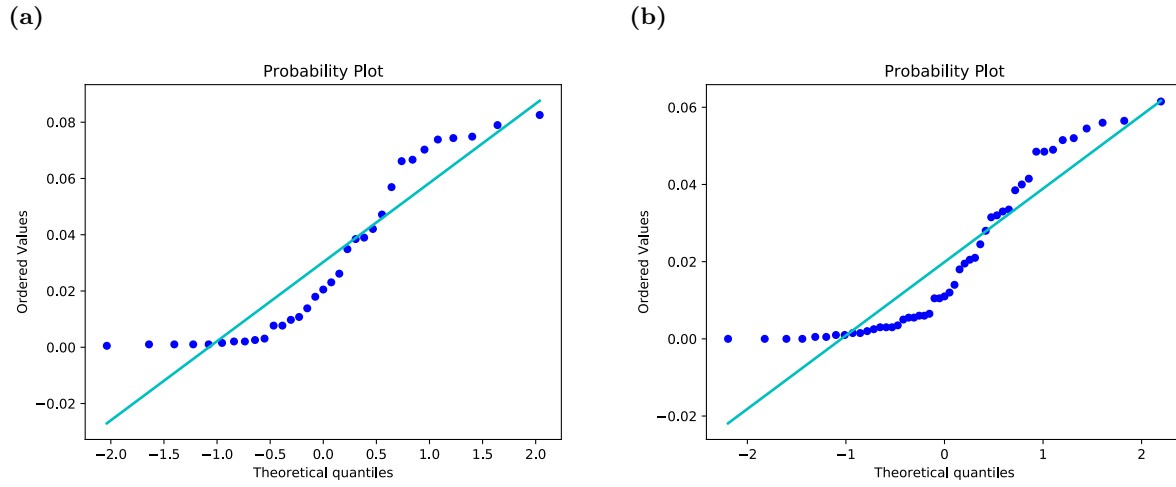 (a)
Probability Plot
Ordered Values
0.08
0.06
0.04
0.02
0.00
−0.02
−2.0 −1.5 −1.0 −0.5 0.0 0.5 1.0 1.5 2.0
Theoretical quantiles
(b)
Probability Plot
Ordered Values
0.06
0.04
0.02
0.00
−0.02
−2 −1 0 1 2
Theoretical quantiles